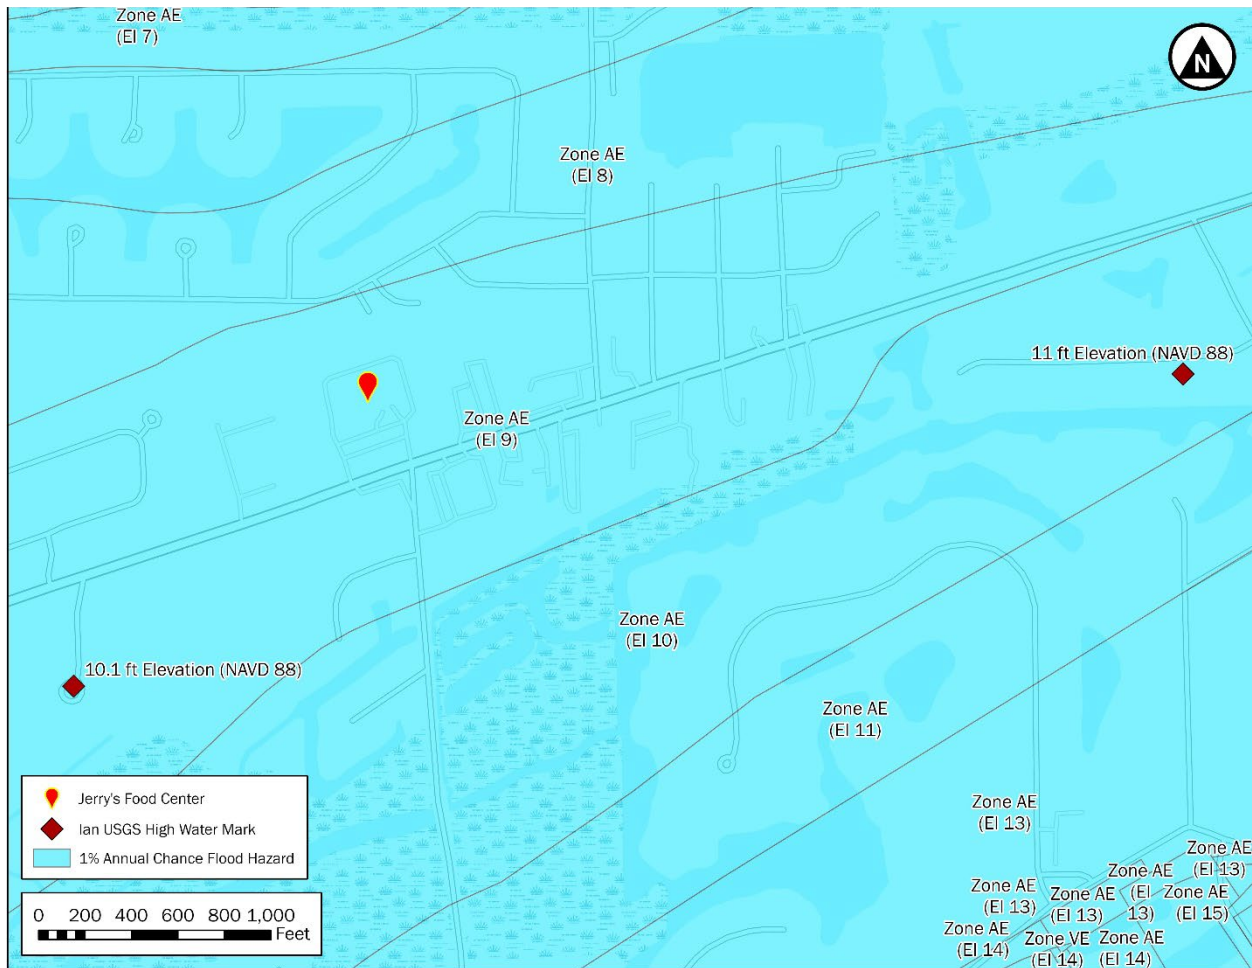 Zone AE
(El 7)
N
Zone AE
(El 8)
11 ft Elevation (NAVD 88)
Zone AE
(El 9)
Zone AE
(El 10)
10.1 ft Elevation (NAVD 88)
Zone AE
(El 11)
Zone AE
(El 13)
Zone AE
(El 13)
Zone AE
(El
13)
Zone AE
(El 13)
Zone AE
(El 13)
Zone AE
(El 15)
Zone AE
(El 14)
Zone VE
(El 14)
Zone AE
(El 14)
Jerry's Food Center
Ian USGS High Water Mark
1% Annual Chance Flood Hazard
0 200 400 600 800 1,000
Feet